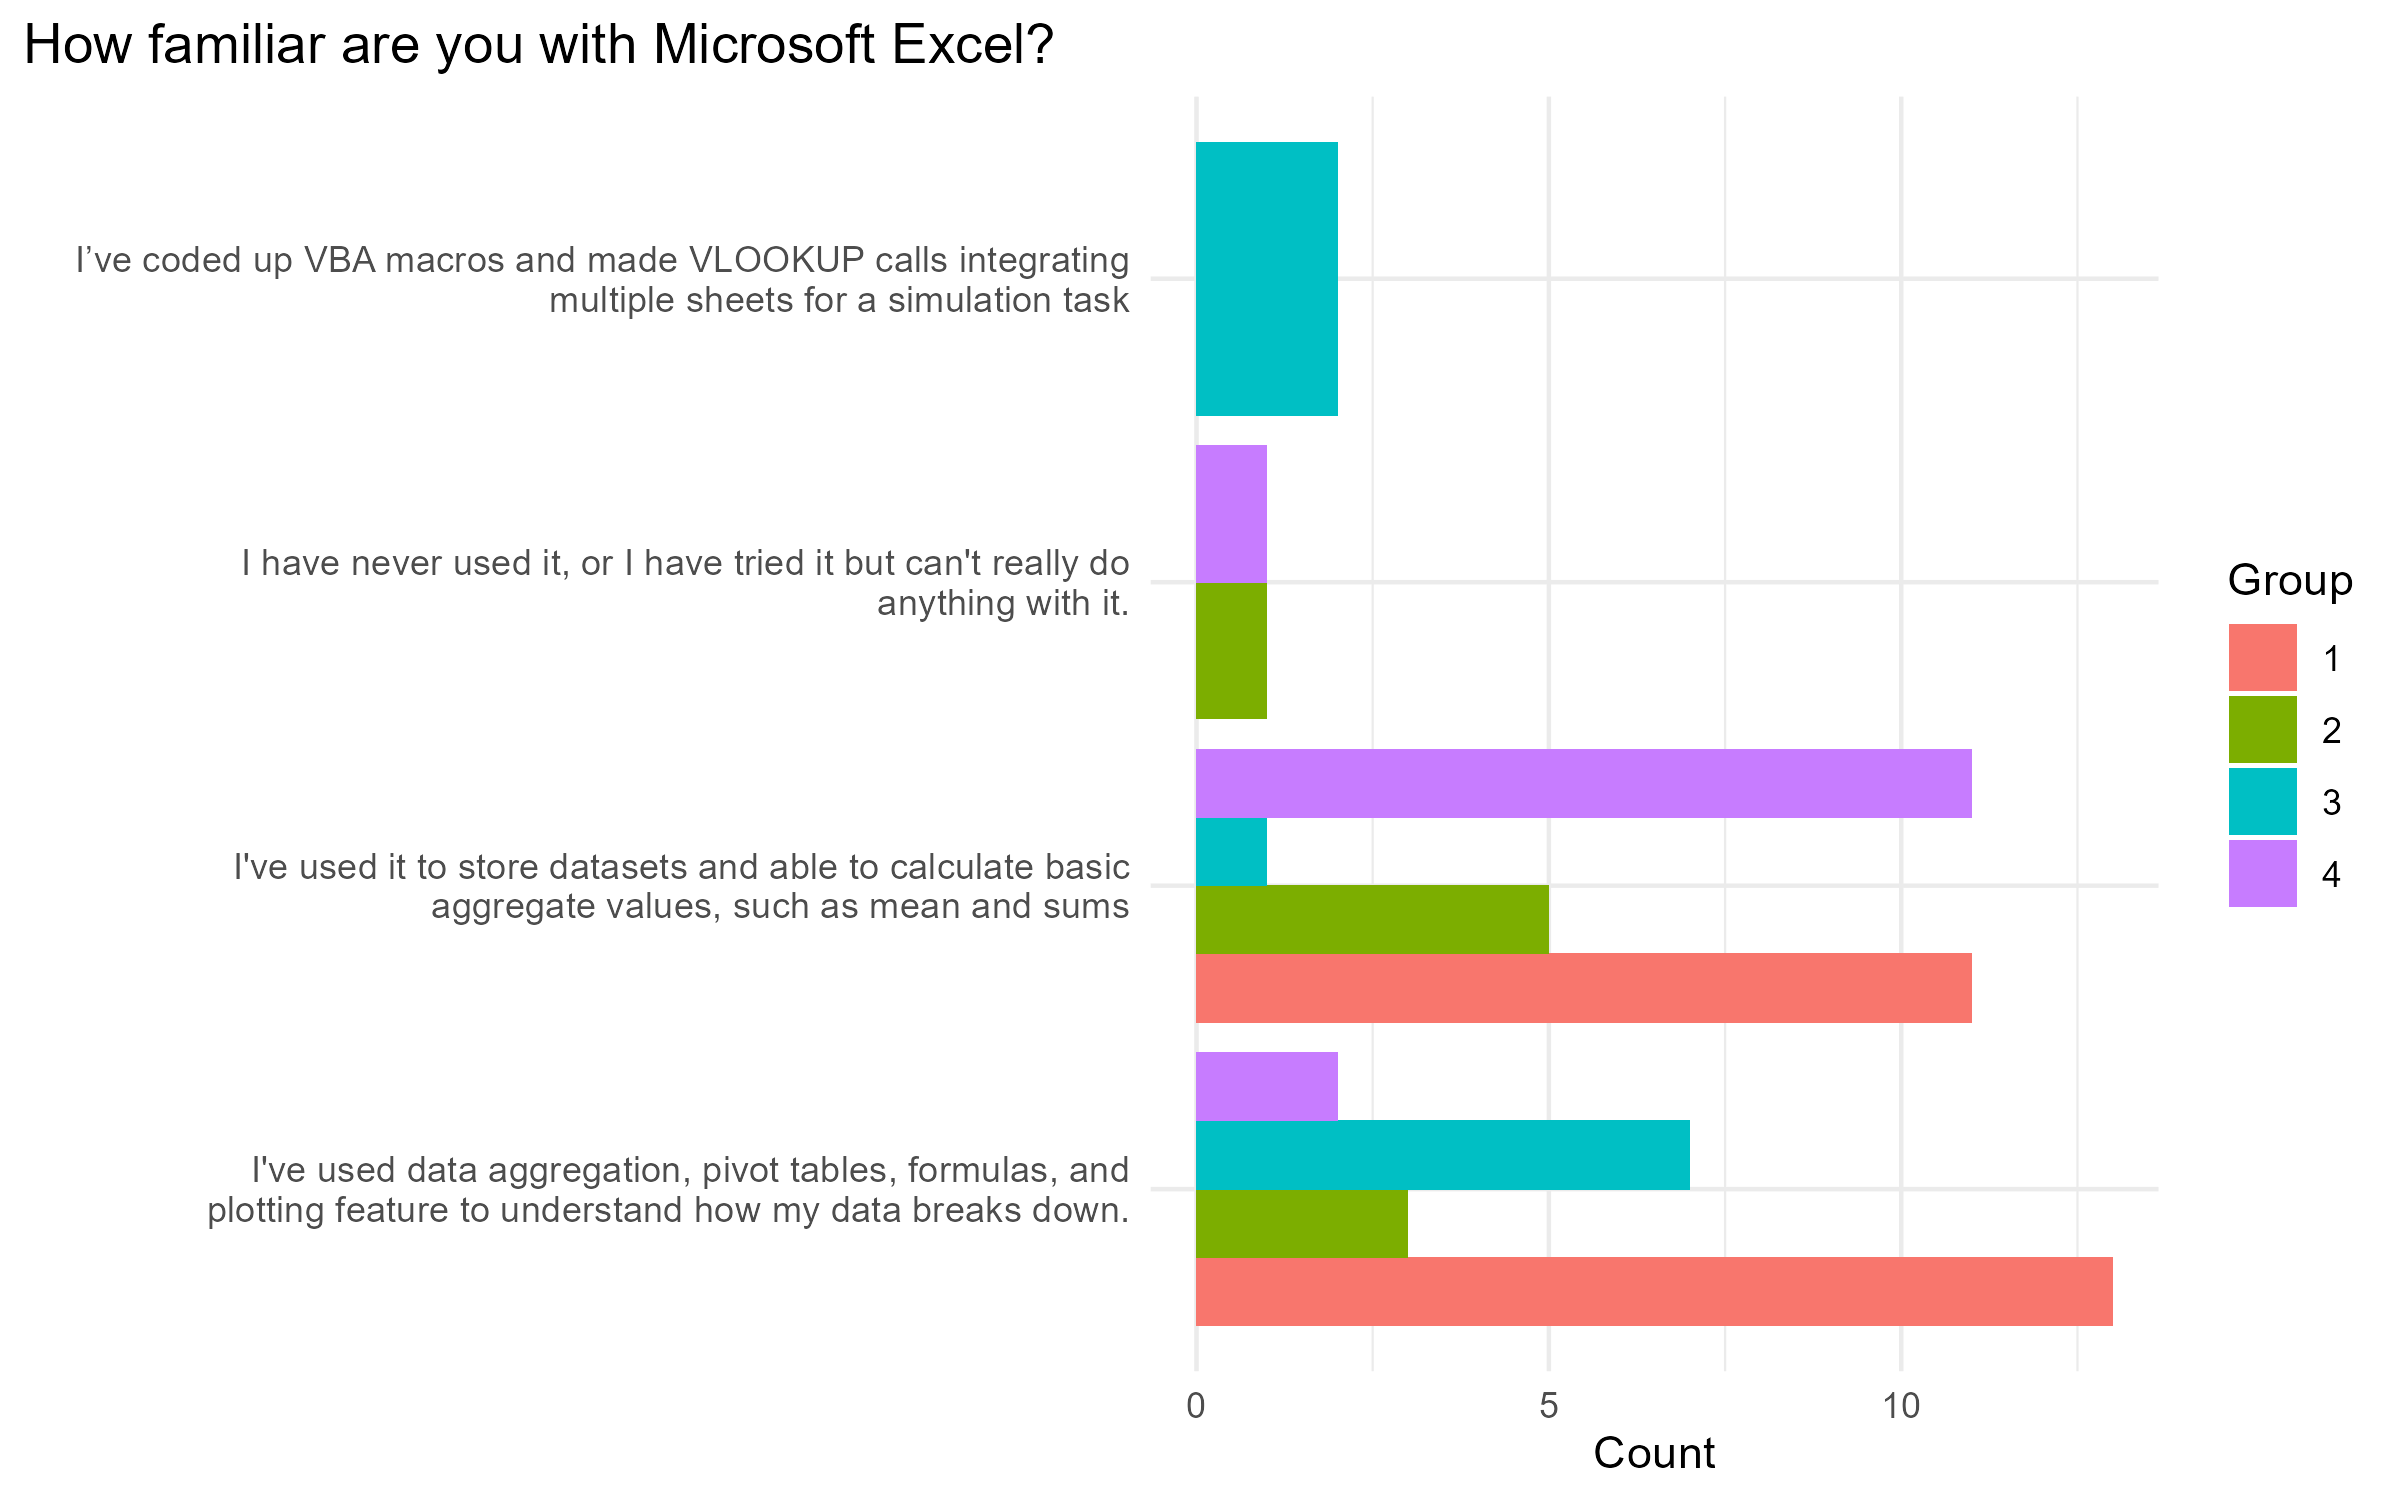 How familiar are you with Microsoft Excel?
I’ve coded up VBA macros and made VLOOKUP calls integrating
multiple sheets for a simulation task
I have never used it, or I have tried it but can't really do
anything with it.
I've used it to store datasets and able to calculate basic
aggregate values, such as mean and sums
I've used data aggregation, pivot tables, formulas, and
plotting feature to understand how my data breaks down.
0 5 10
Count
Group
1
2
3
4